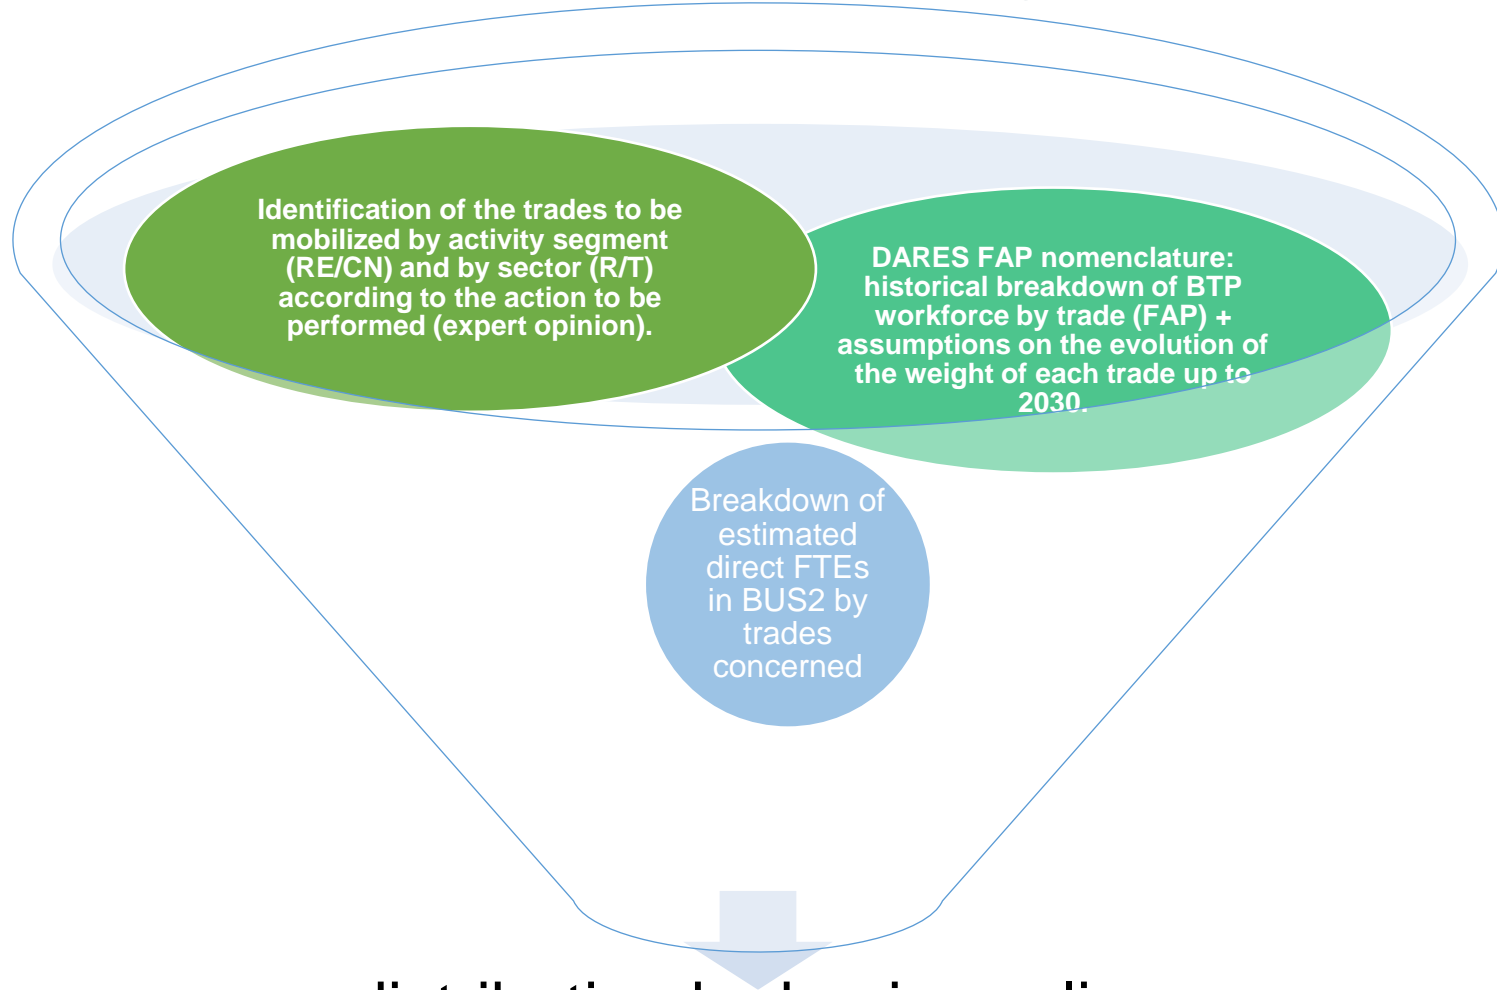 Identification of the trades to be
mobilized by activity segment
(RE/CN) and by sector (R/T)
according to the action to be
performed (expert opinion).
DARES FAP nomenclature:
historical breakdown of BTP
workforce by trade (FAP) +
assumptions on the evolution of
the weight of each trade up to
2030.
Breakdown of
estimated
direct FTEs
in BUS2 by
trades
concerned